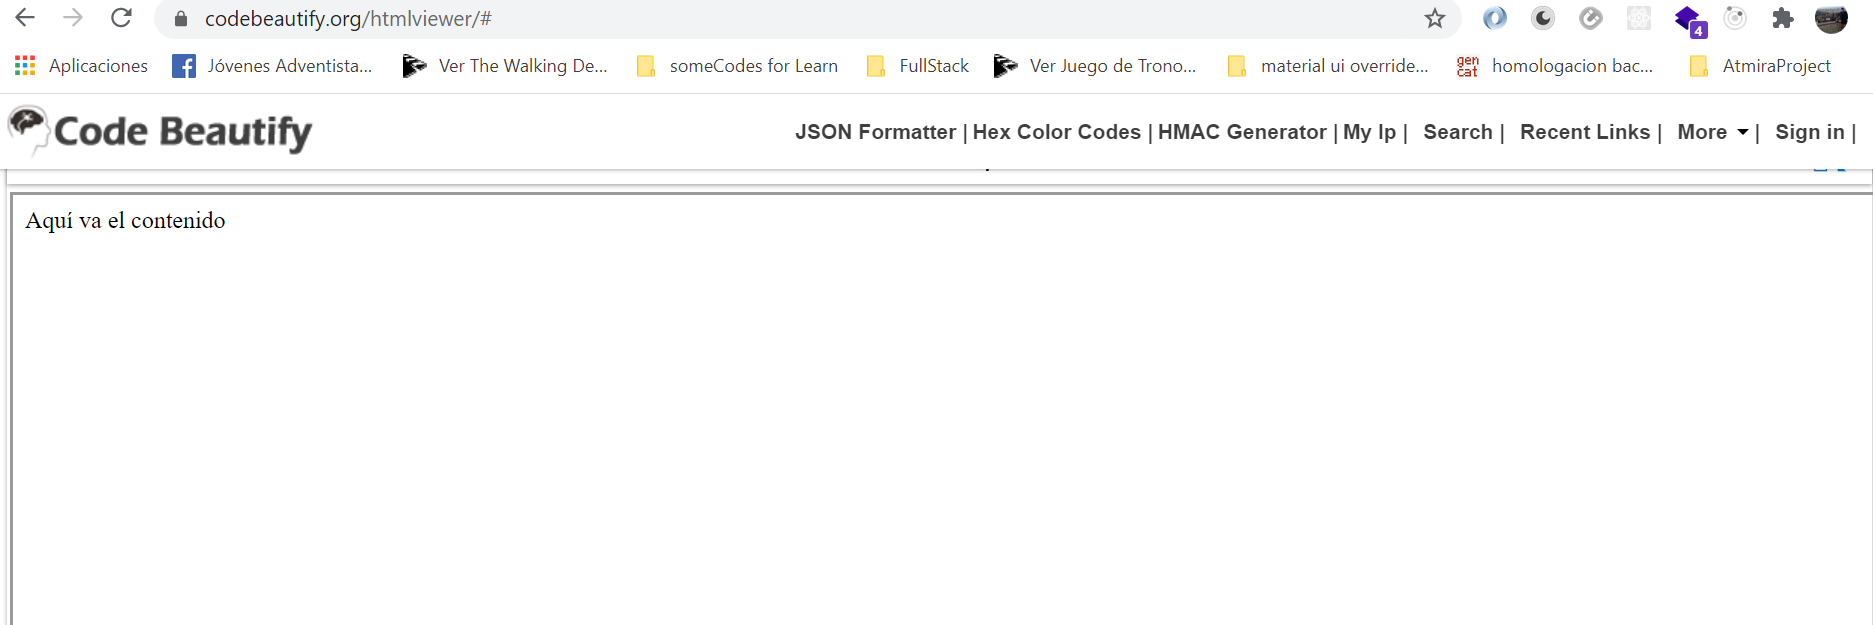 codebeautify.org/htmlviewer/#
4
Aplicaciones Jóvenes Adventista... Ver The Walking De... someCodes for Learn FullStack Ver Juego de Trono... material ui override... gen cat homologacion bac... AtmiraProject
Code Beautify JSON Formatter | Hex Color Codes | HMAC Generator | My Ip | Search | Recent Links | More | Sign in |
Aquí va el contenido